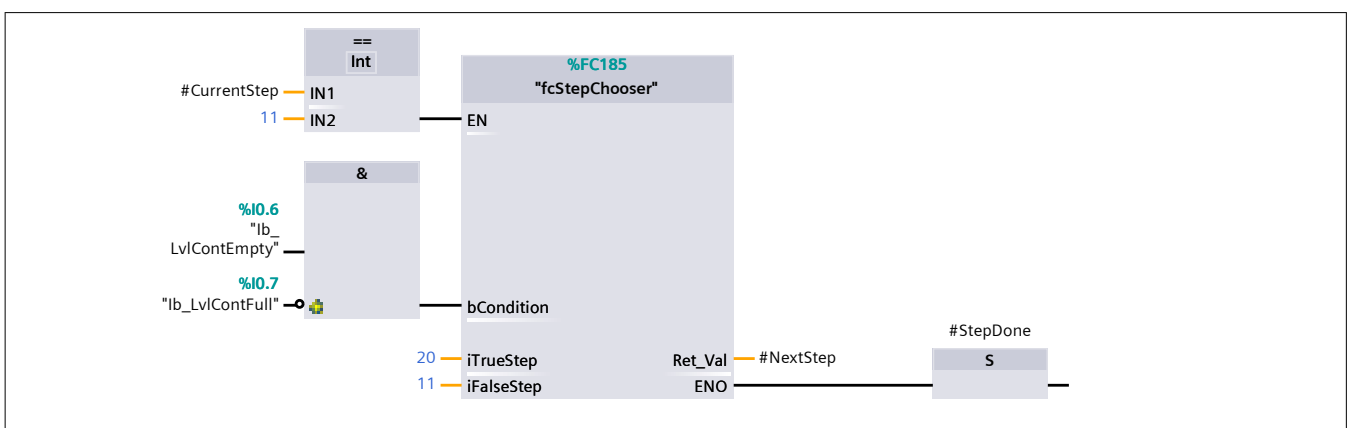 ==
Int
%FC185
"fcStepChooser"
#CurrentStep
IN1
11
IN2
EN
&
%I0.6
"Ib_
LvlContEmpty"
%I0.7
"Ib_LvlContFull"
bCondition
#StepDone
20
iTrueStep
Ret_Val
#NextStep
S
11
iFalseStep
ENO